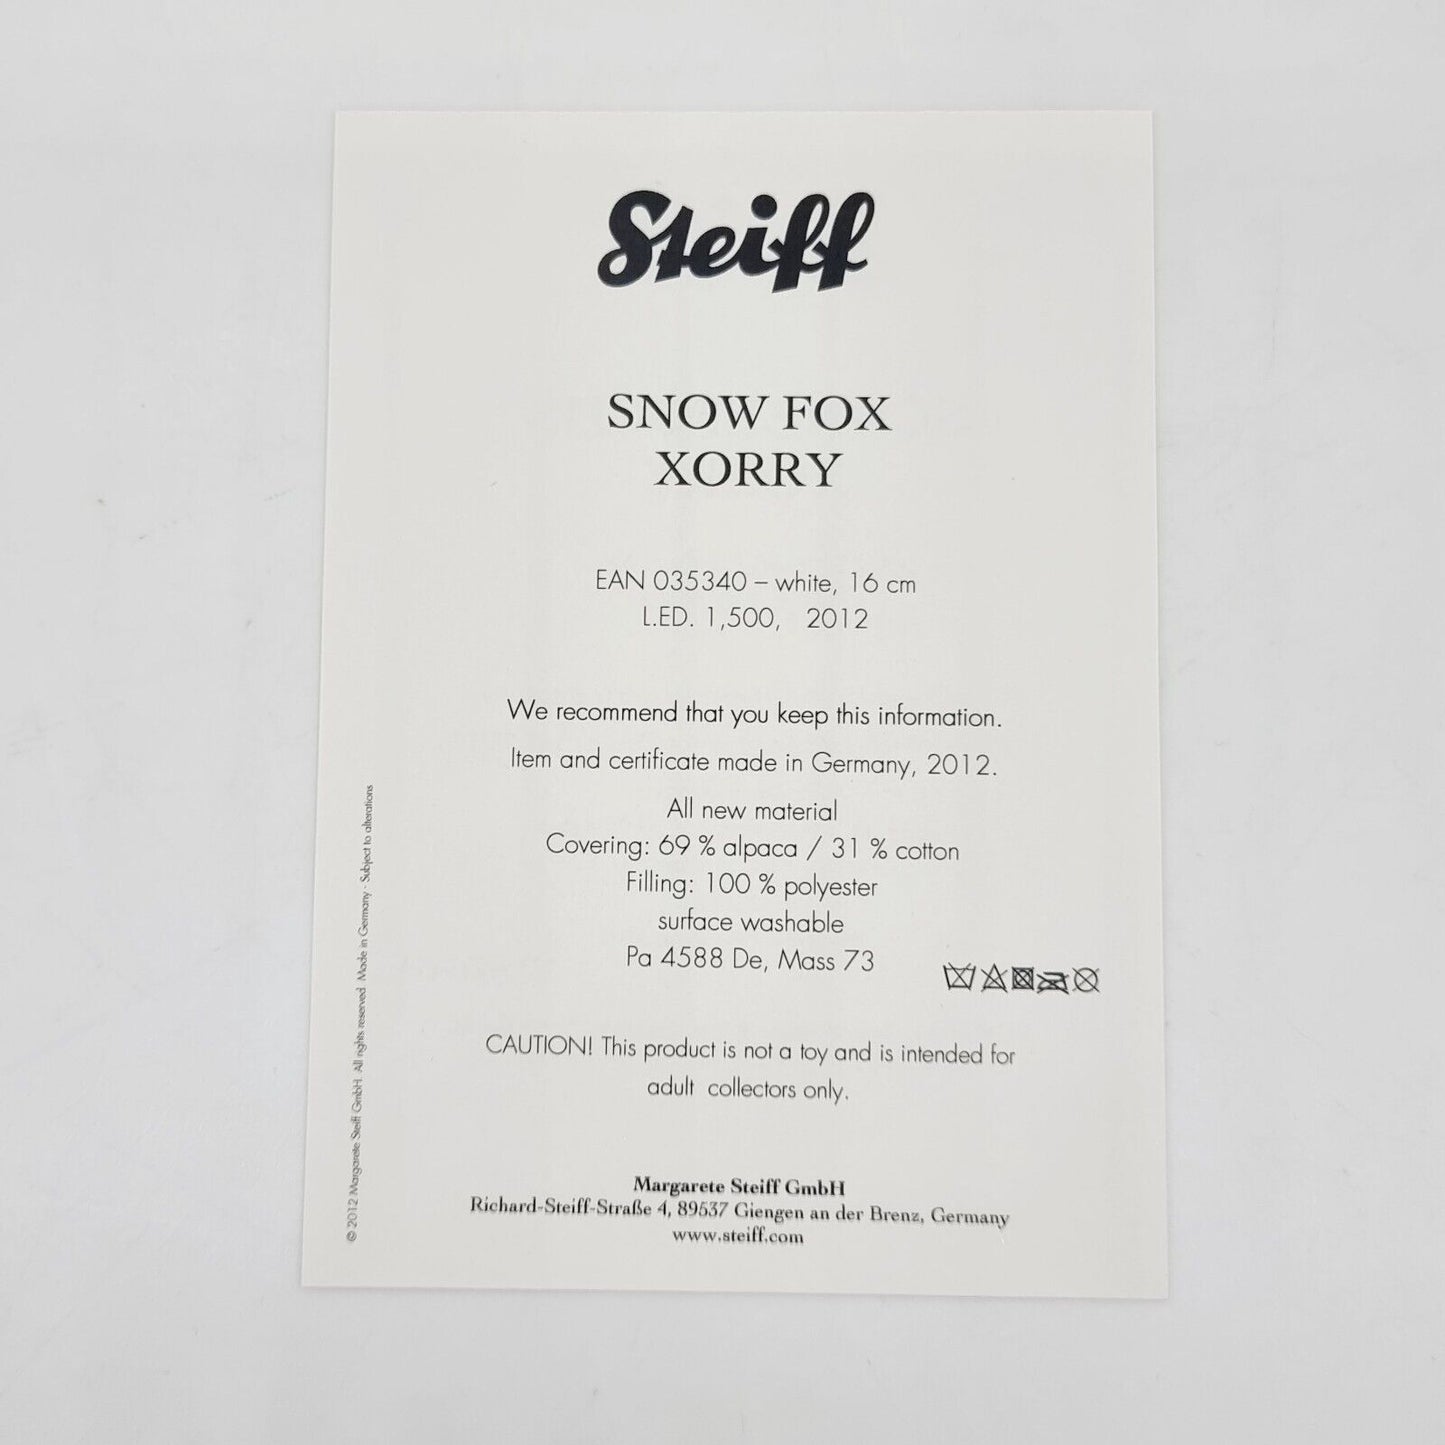 Steiff
SNOW FOX
XORRY
EAN 035340 – white, 16 cm
L.ED. 1,500, 2012
We recommend that you keep this information.
Item and certificate made in Germany, 2012.
All new material
Covering: 69 % alpaca / 31 % cotton
Filling: 100 % polyester
surface washable
Pa 4588 De, Mass 73
CAUTION! This product is not a toy and is intended for
adult collectors only.
Margarete Steiff GmbH
Richard-Steiff-Straße 4, 89537 Giengen an der Brenz, Germany
www.steiff.com
© 2012 Margarete Steiff GmbH. All rights reserved. Made in Germany · Subject to alterations